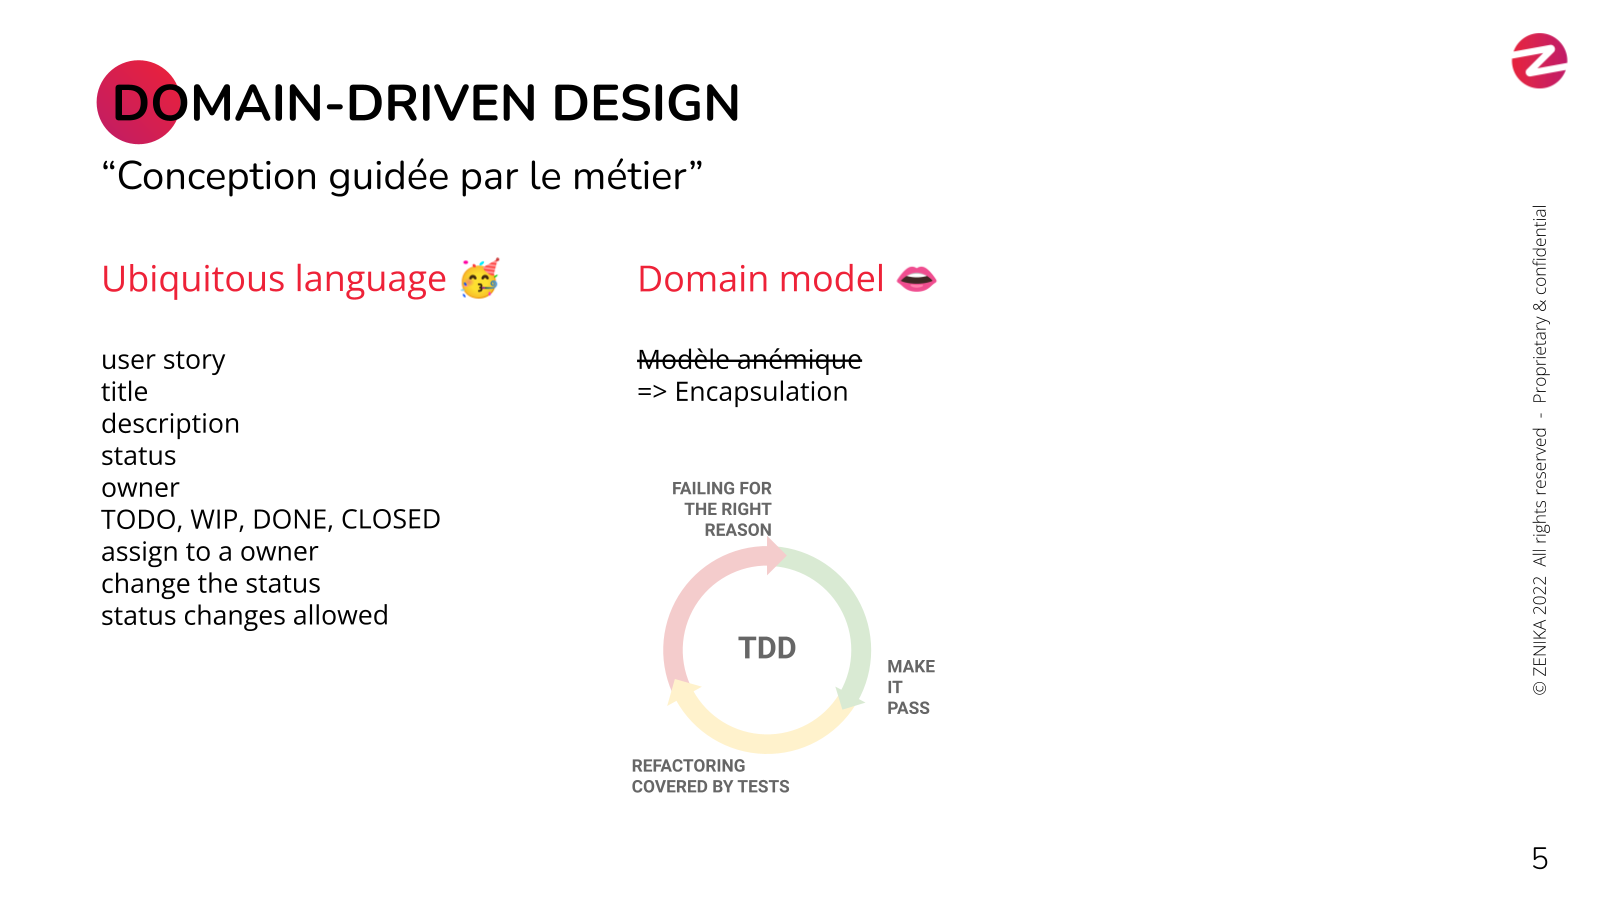 DOMAIN-DRIVEN DESIGN
“Conception guidée par le métier”
Ubiquitous language 🥳
user story
title
description
status
owner
TODO, WIP, DONE, CLOSED
assign to a owner
change the status
status changes allowed
Domain model 👄
Modèle anémique
=> Encapsulation
FAILING FOR
THE RIGHT
REASON
TDD
MAKE
IT
PASS
REFACTORING
COVERED BY TESTS
© ZENIKA 2022 All rights reserved - Proprietary & confidential
5